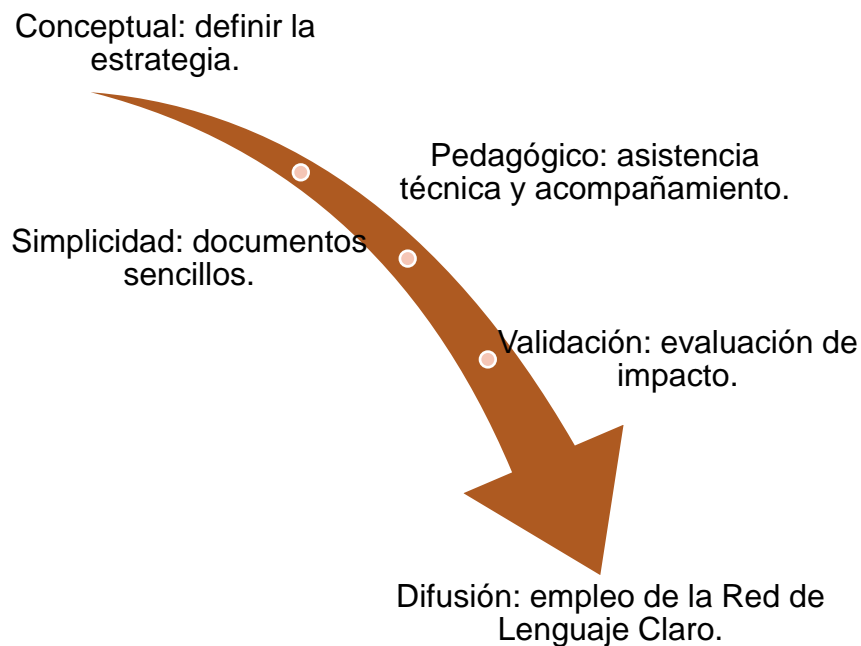 Conceptual: definir la
estrategia.
Pedagógico: asistencia
técnica y acompañamiento.
Simplicidad: documentos
sencillos.
Validación: evaluación de
impacto.
Difusión: empleo de la Red de
Lenguaje Claro.